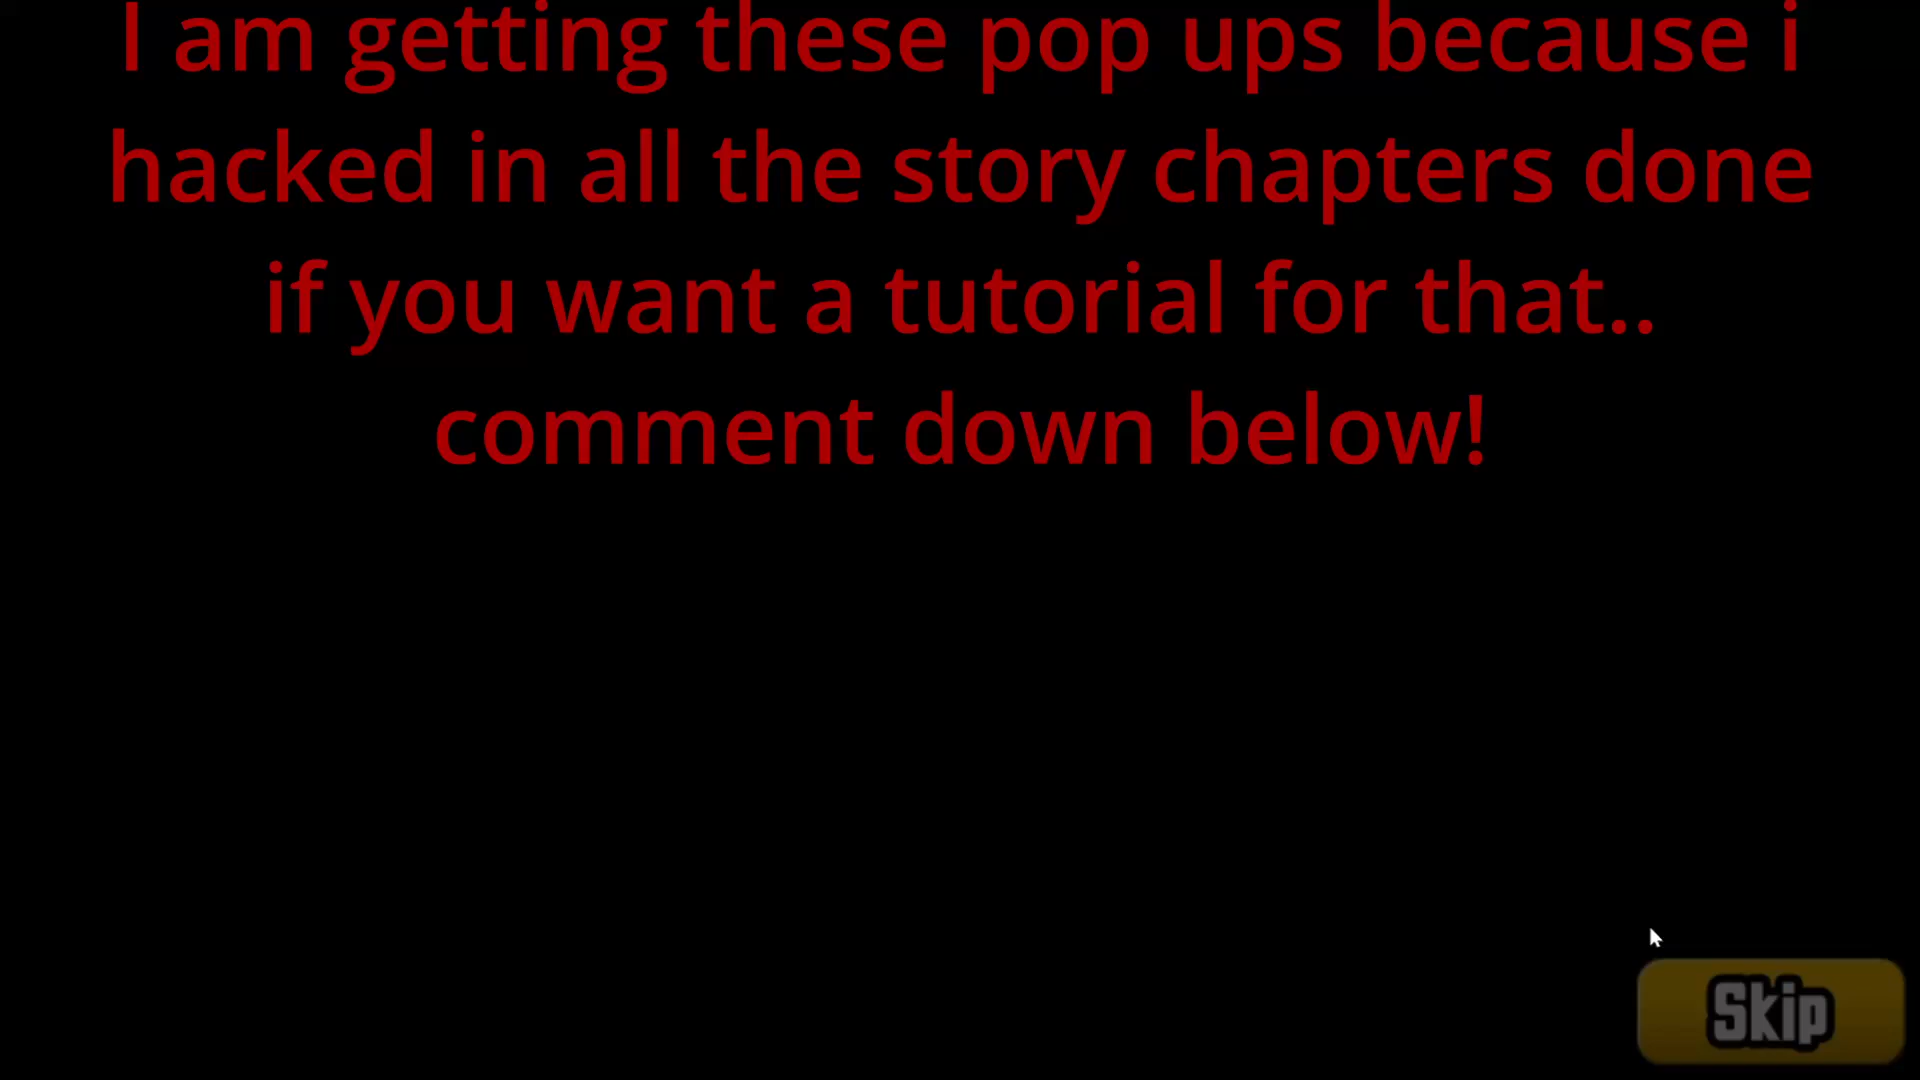 I am getting these pop ups because i
hacked in all the story chapters done
if you want a tutorial for that..
comment down below!
Skip